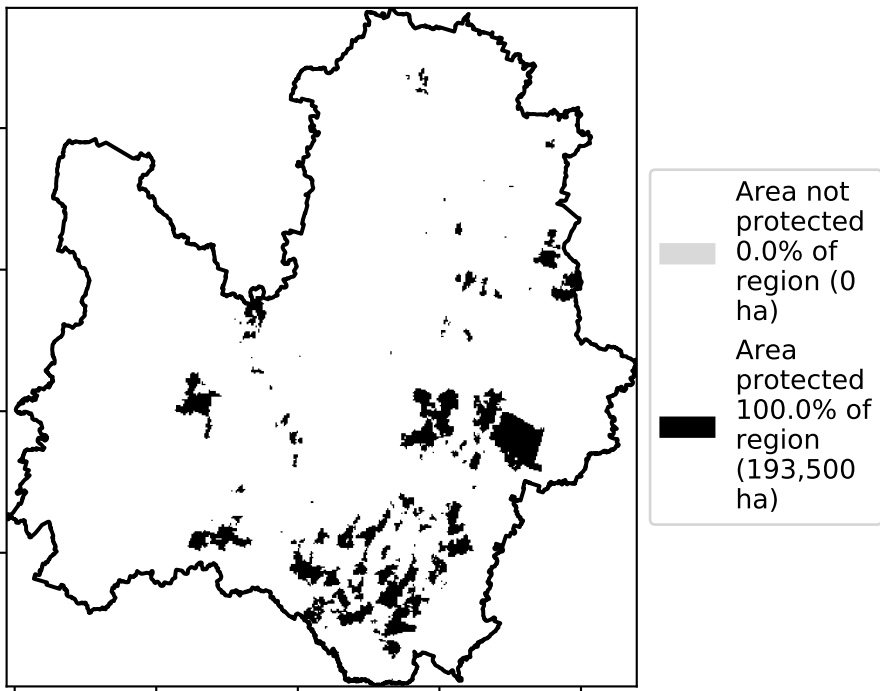 Area not
protected
0.0% of
region (0
ha)
Area
protected
100.0% of
region
(193,500
ha)